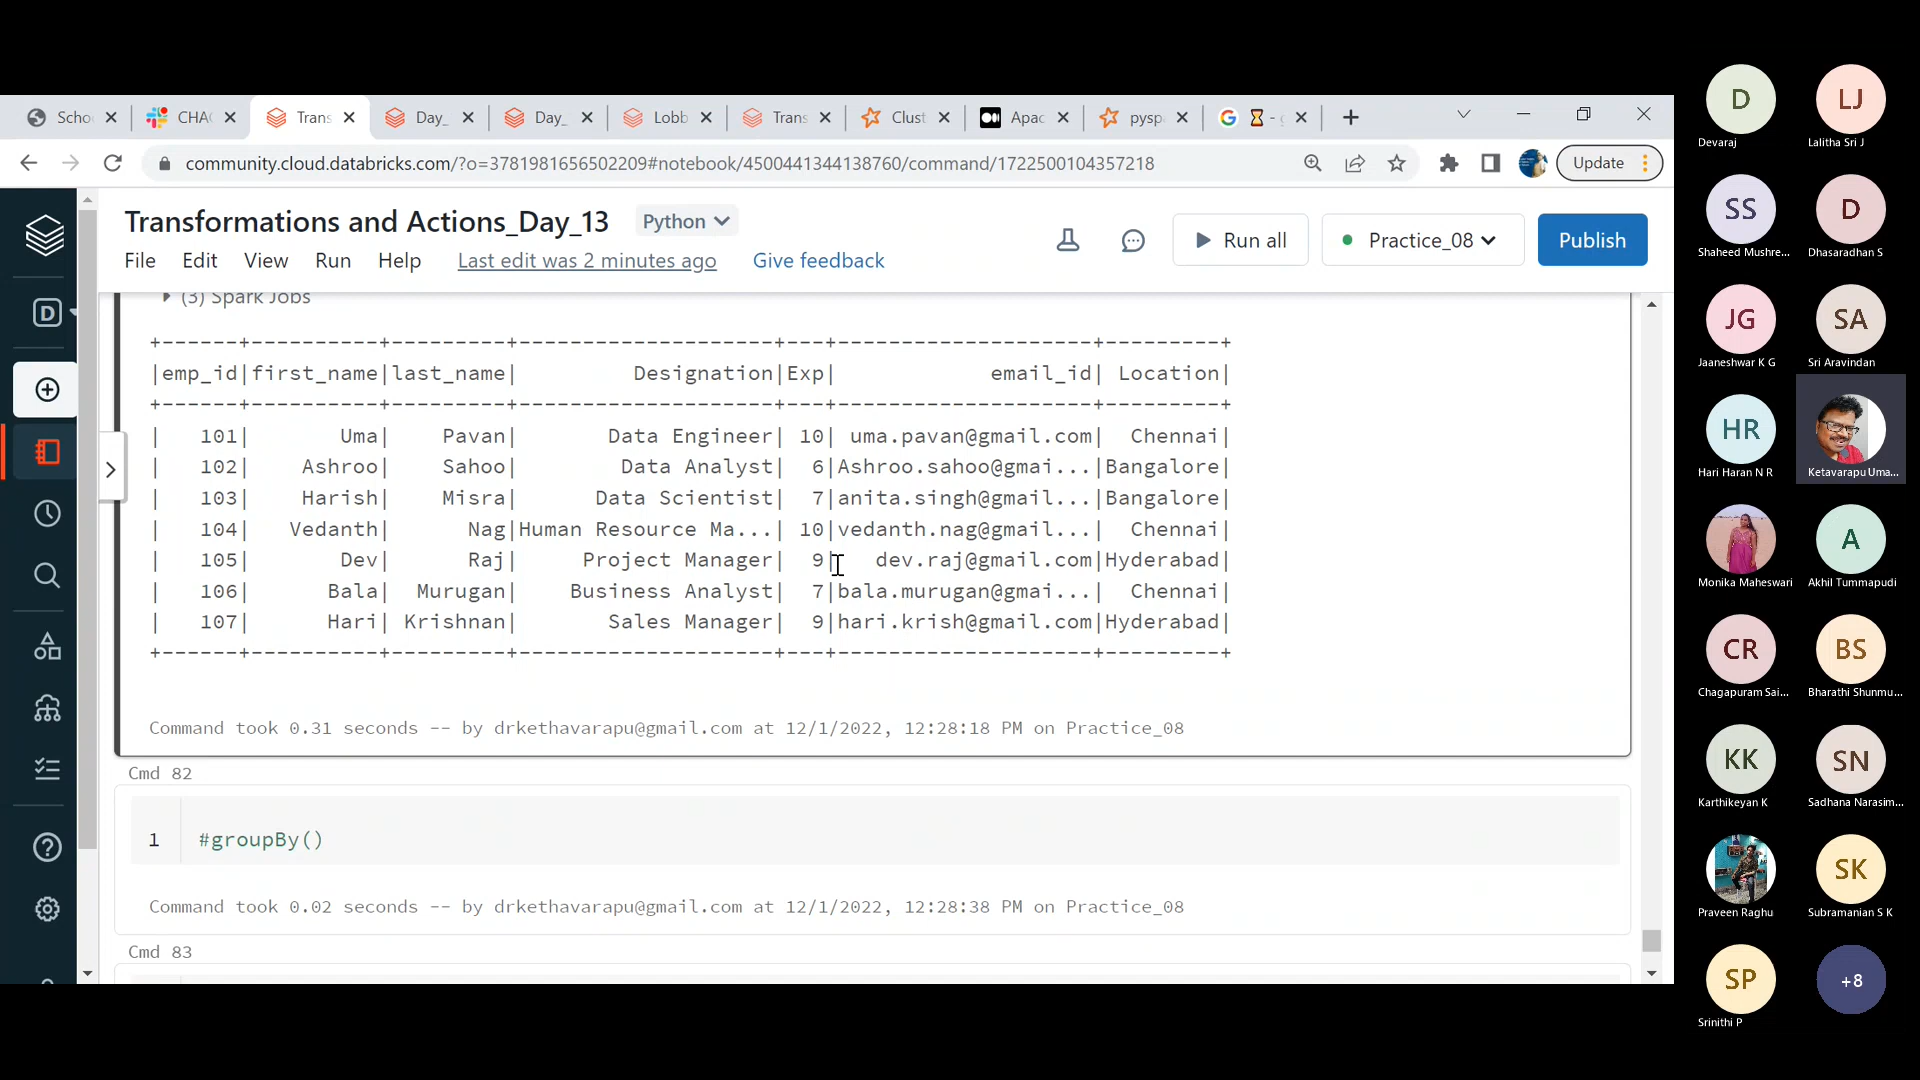 Scho
CHAC
Trans
Day_
Day_
Lobb
Trans
Clust
Apac
pysp
community.cloud.databricks.com/?o=3781981656502209#notebook/4500441344138760/command/1722500104357218
Update
Transformations and Actions_Day_13
Python
File Edit View Run Help Last edit was 2 minutes ago Give feedback
Run all
Practice_08
Publish
D
(3) Spark Jobs
+------+----------+---------+--------------------+---+--------------------+---------+
|emp_id|first_name|last_name|         Designation|Exp|            email_id| Location|
+------+----------+---------+--------------------+---+--------------------+---------+
|   101|       Uma|    Pavan|       Data Engineer| 10| uma.pavan@gmail.com|  Chennai|
|   102|    Ashroo|    Sahoo|        Data Analyst|  6|Ashroo.sahoo@gmai...|Bangalore|
|   103|    Harish|    Misra|      Data Scientist|  7|anita.singh@gmail...|Bangalore|
|   104|   Vedanth|      Nag|Human Resource Ma...| 10|vedanth.nag@gmail...|  Chennai|
|   105|       Dev|      Raj|     Project Manager|  9|   dev.raj@gmail.com|Hyderabad|
|   106|      Bala|  Murugan|    Business Analyst|  7|bala.murugan@gmai...|  Chennai|
|   107|      Hari| Krishnan|       Sales Manager|  9|hari.krish@gmail.com|Hyderabad|
+------+----------+---------+--------------------+---+--------------------+---------+
Command took 0.31 seconds -- by drkethavarapu@gmail.com at 12/1/2022, 12:28:18 PM on Practice_08
Cmd 82
1 #groupBy()
Command took 0.02 seconds -- by drkethavarapu@gmail.com at 12/1/2022, 12:28:38 PM on Practice_08
Cmd 83
D
Devaraj
LJ
Lalitha Sri J
SS
Shaheed Mushre...
D
Dhasaradhan S
JG
Jaaneshwar K G
SA
Sri Aravindan
HR
Hari Haran N R
Ketavarapu Uma...
Monika Maheswari
A
Akhil Tummapudi
CR
Chagapuram Sai...
BS
Bharathi Shunmu...
KK
Karthikeyan K
SN
Sadhana Narasim...
Praveen Raghu
SK
Subramanian S K
SP
Srinithi P
+8